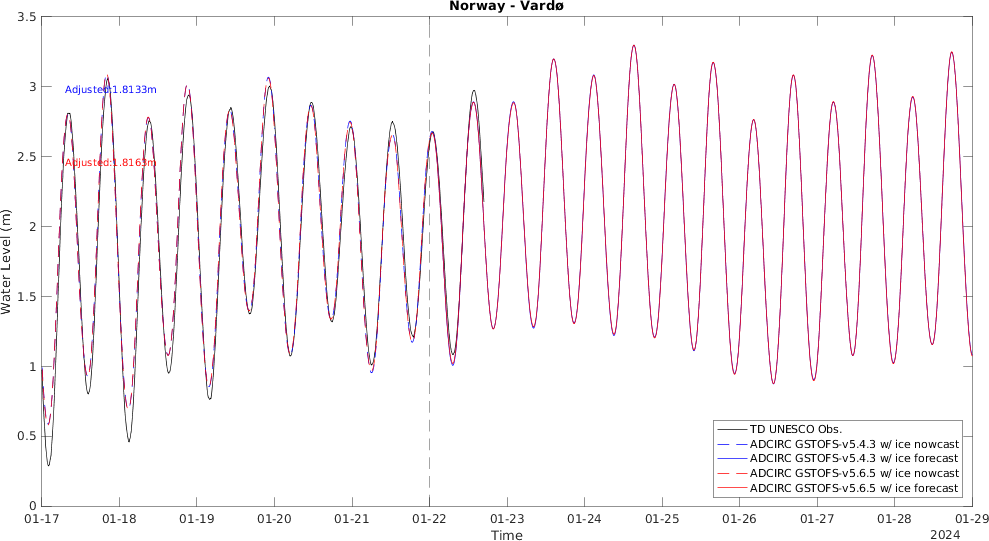 Norway - Vardø
3.5
3
2.5
2
1.5
1
0.5
0
Water Level (m)
Adjusted:1.8133m
Adjusted:1.8163m
TD UNESCO Obs.
ADCIRC GSTOFS-v5.4.3 w/ ice nowcast
ADCIRC GSTOFS-v5.4.3 w/ ice forecast
ADCIRC GSTOFS-v5.6.5 w/ ice nowcast
ADCIRC GSTOFS-v5.6.5 w/ ice forecast
01-17 01-18 01-19 01-20 01-21 01-22 01-23 01-24 01-25 01-26 01-27 01-28 01-29
Time
2024